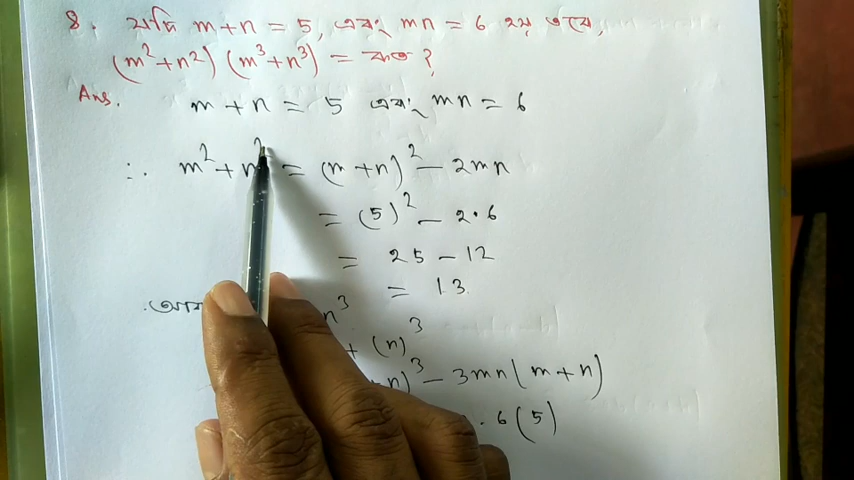 8. যদি m+n = 5, এবং mn = 6 হয় তবে,
(m²+n²) (m³+n³) = কত ?
Ans. m + n = 5 এবং mn = 6
∴ m² + n² = (m + n)² − 2mn
= (5)² − 2·6
= 25 − 12
= 13
n³
+ (n)³
n)³ − 3mn(m+n)
· 6(5)